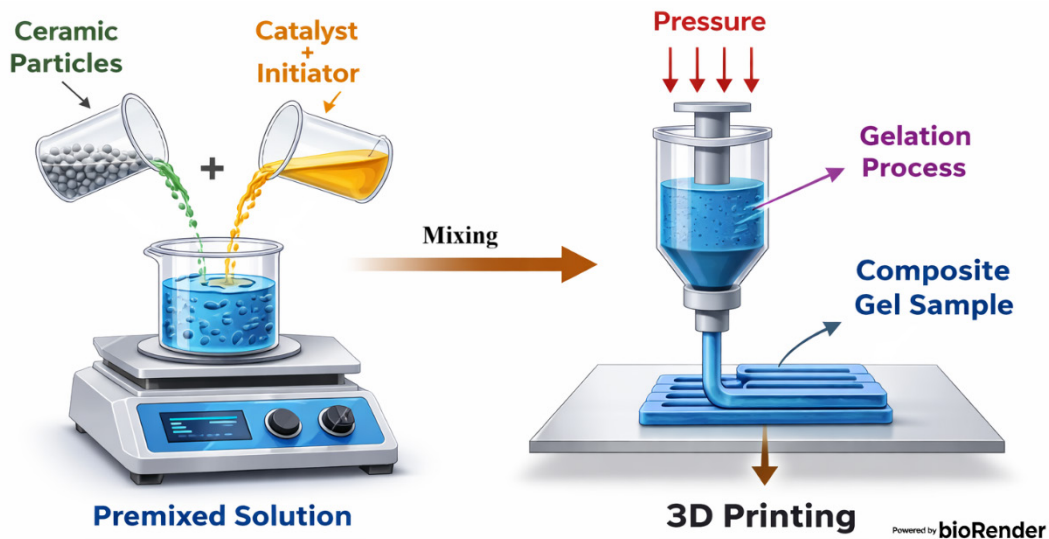 Ceramic
Particles
Catalyst
+
Initiator
+
Premixed Solution
Mixing
Pressure
Gelation
Process
Composite
Gel Sample
3D Printing
Powered by bioRender